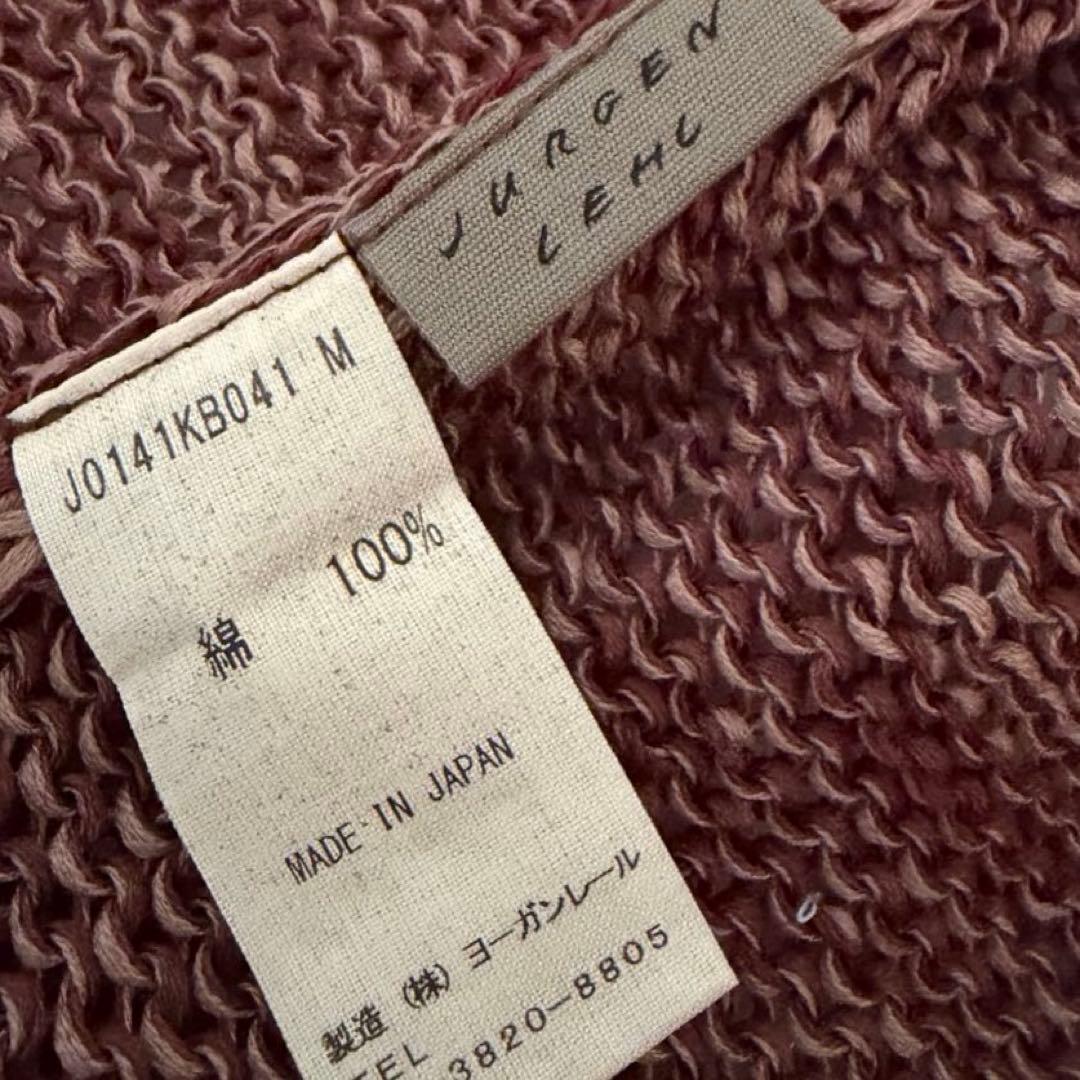 JURGEN
LEHL
J0141KB041 M
100%
綿
MADE IN JAPAN
製造 (株) ヨーガンレール
3820-8805